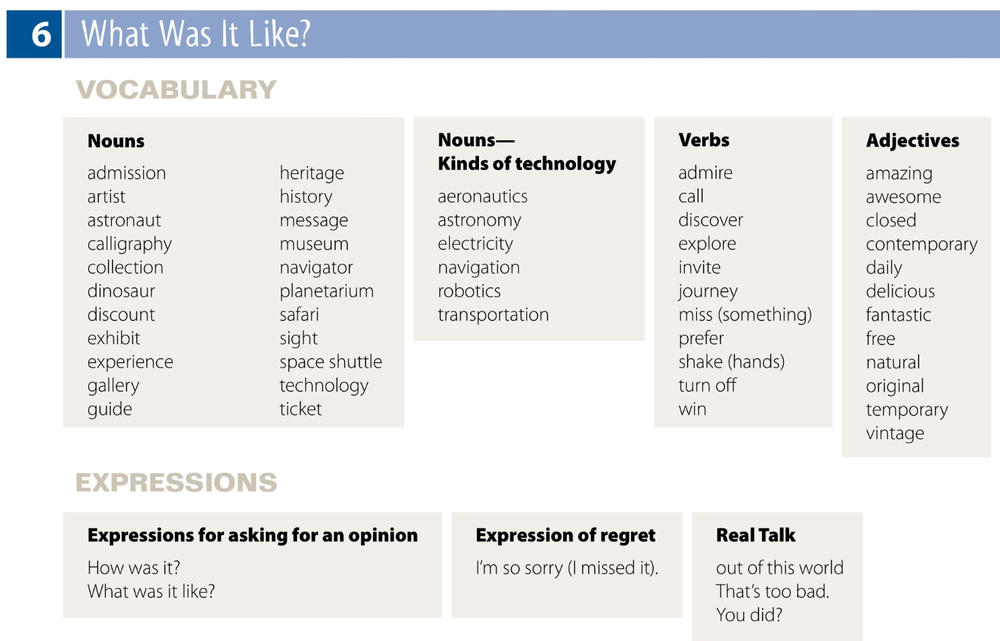 6 What Was It Like?
VOCABULARY
Nouns
admission
artist
astronaut
calligraphy
collection
dinosaur
discount
exhibit
experience
gallery
guide
heritage
history
message
museum
navigator
planetarium
safari
sight
space shuttle
technology
ticket
Nouns—
Kinds of technology
aeronautics
astronomy
electricity
navigation
robotics
transportation
Verbs
admire
call
discover
explore
invite
journey
miss (something)
prefer
shake (hands)
turn off
win
Adjectives
amazing
awesome
closed
contemporary
daily
delicious
fantastic
free
natural
original
temporary
vintage
EXPRESSIONS
Expressions for asking for an opinion
How was it?
What was it like?
Expression of regret
I’m so sorry (I missed it).
Real Talk
out of this world
That’s too bad.
You did?